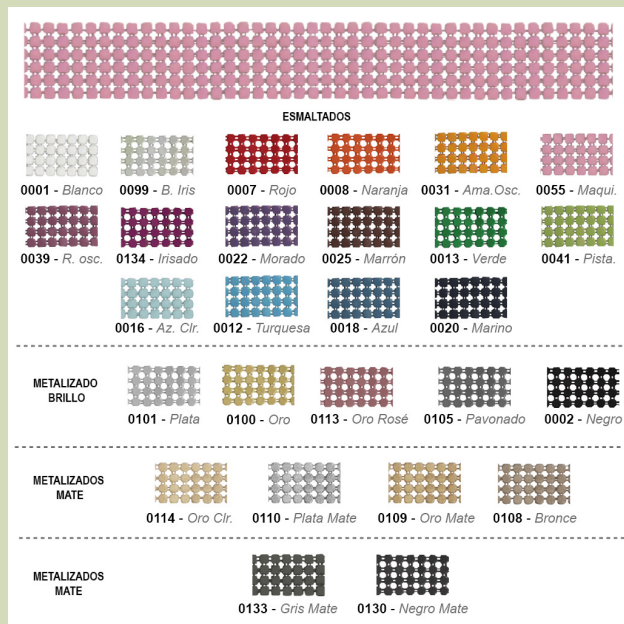 ESMALTADOS
0001 - Blanco 0099 - B. Iris 0007 - Rojo 0008 - Naranja 0031 - Ama.Osc. 0055 - Maqui.
0039 - R. osc. 0134 - Irisado 0022 - Morado 0025 - Marrón 0013 - Verde 0041 - Pista.
0016 - Az. Clr. 0012 - Turquesa 0018 - Azul 0020 - Marino
METALIZADO
BRILLO
0101 - Plata 0100 - Oro 0113 - Oro Rosé 0105 - Pavonado 0002 - Negro
METALIZADOS
MATE
0114 - Oro Clr. 0110 - Plata Mate 0109 - Oro Mate 0108 - Bronce
METALIZADOS
MATE
0133 - Gris Mate 0130 - Negro Mate